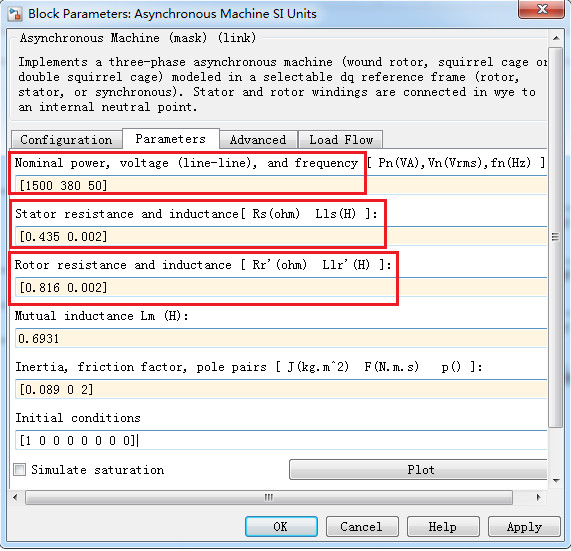 Block Parameters: Asynchronous Machine SI Units
Asynchronous Machine (mask) (link)
Implements a three-phase asynchronous machine (wound rotor, squirrel cage or
double squirrel cage) modeled in a selectable dq reference frame (rotor,
stator, or synchronous). Stator and rotor windings are connected in wye to
an internal neutral point.
Configuration Parameters Advanced Load Flow
Nominal power, voltage (line-line), and frequency [ Pn(VA),Vn(Vrms),fn(Hz) ]
[1500 380 50]
Stator resistance and inductance[ Rs(ohm) Lls(H) ]:
[0.435 0.002]
Rotor resistance and inductance [ Rr'(ohm) Llr'(H) ]:
[0.816 0.002]
Mutual inductance Lm (H):
0.6931
Inertia, friction factor, pole pairs [ J(kg.m^2) F(N.m.s) p() ]:
[0.089 0 2]
Initial conditions
[1 0 0 0 0 0 0 0]
Simulate saturation Plot
OK Cancel Help Apply